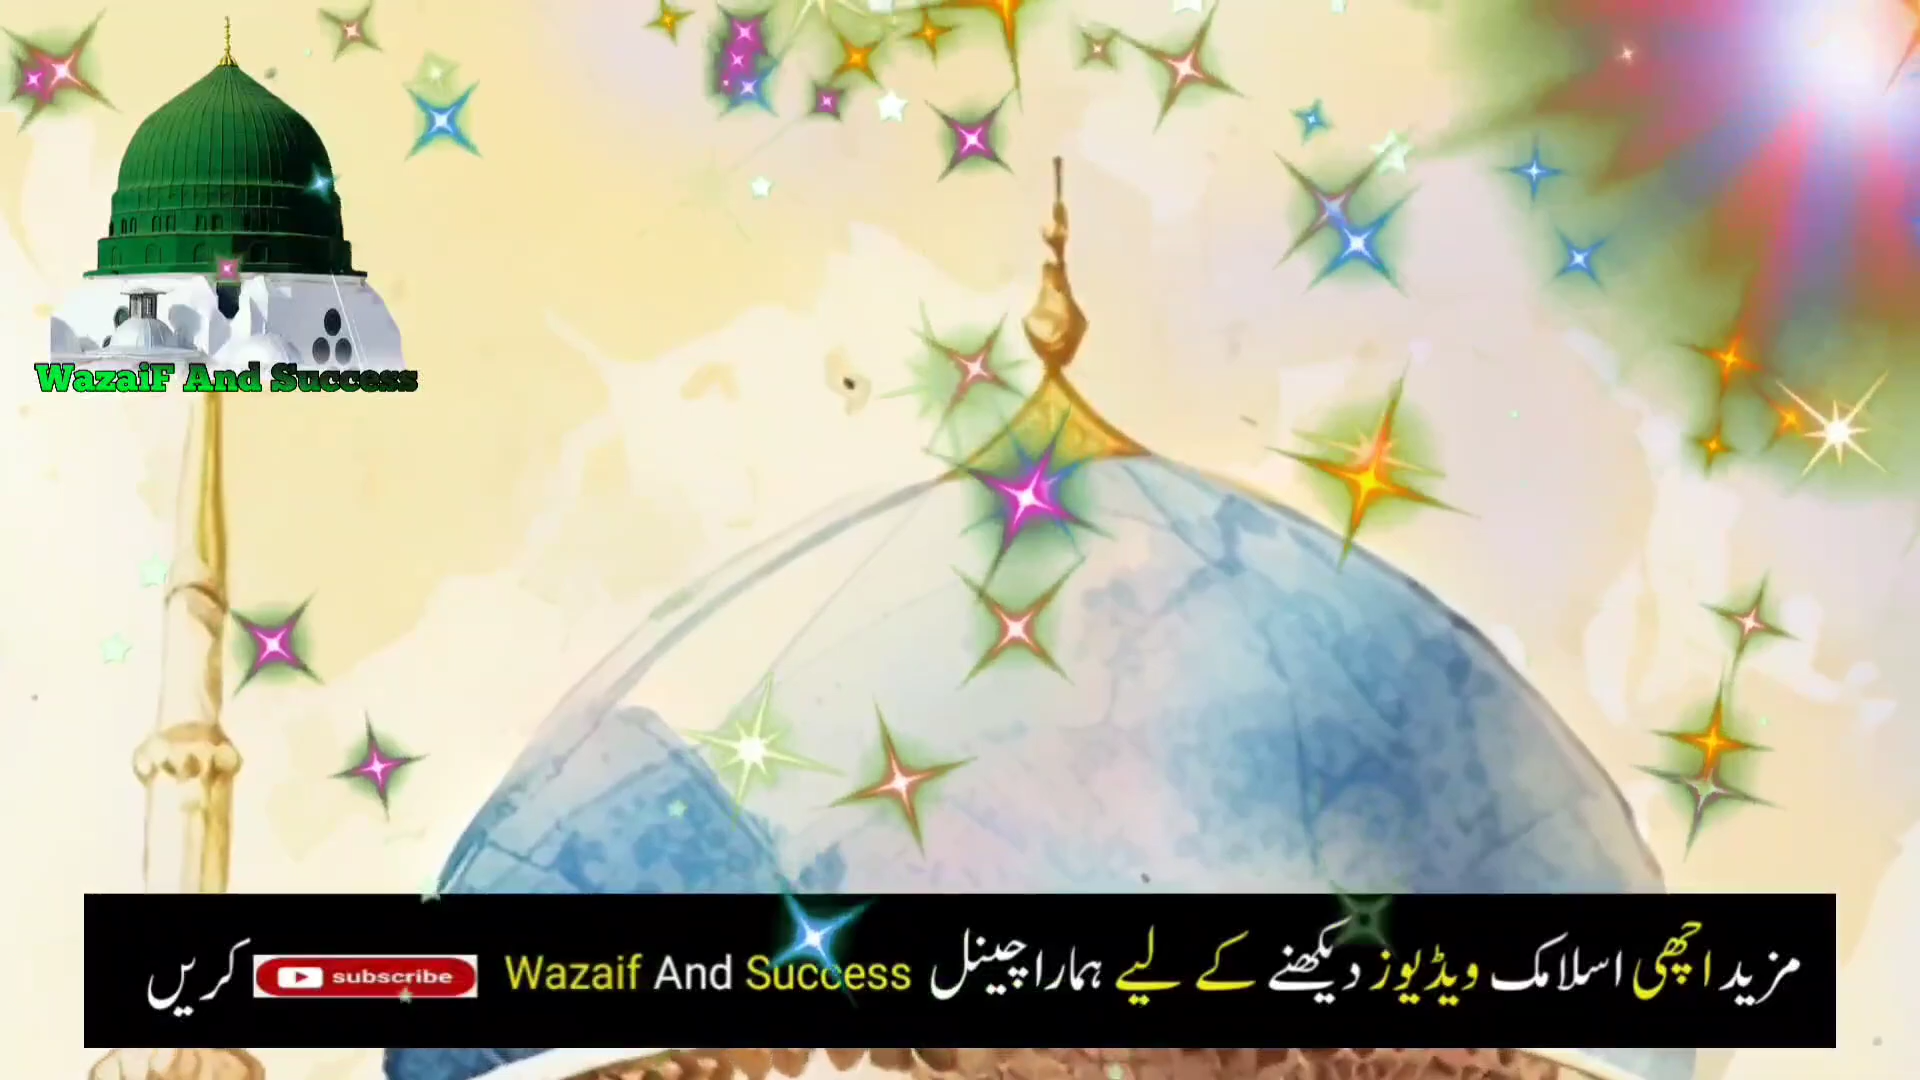 WazaiF And Success
مزید اچھی اسلامک ویڈیوز دیکھنے کے لیے ہمارا چینل Wazaif And Success subscribe کریں